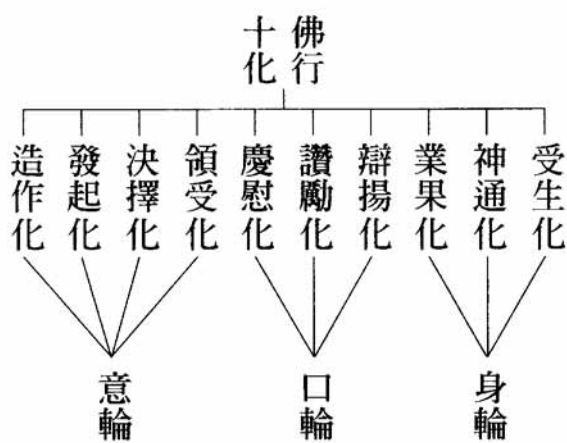 佛行
十化
受生化
神通化
業果化
辯揚化
讚勵化
慶慰化
領受化
決擇化
發起化
造作化
身輪
口輪
意輪